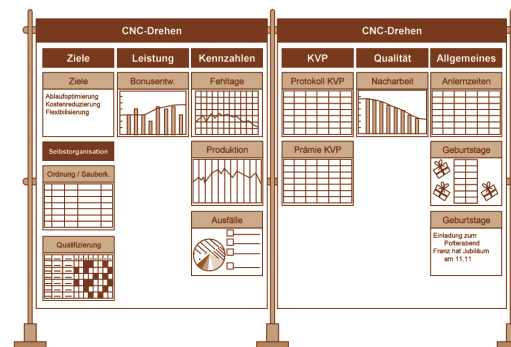 CNC-Drehen
Ziele
Leistung
Kennzahlen
Ziele
Ablaufoptimierung
Kostenreduzierung
Flexibilisierung
Bonusentw.
Fehltage
Selbstorganisation
Ordnung / Sauberk.
Produktion
Qualifizierung
Ausfälle
CNC-Drehen
KVP
Qualität
Allgemeines
Protokoll KVP
Nacharbeit
Anlernzeiten
Prämie KVP
Geburtstage
Geburtstage
Einladung zum
Polterabend
Franz hat Jubiläum
am 11.11